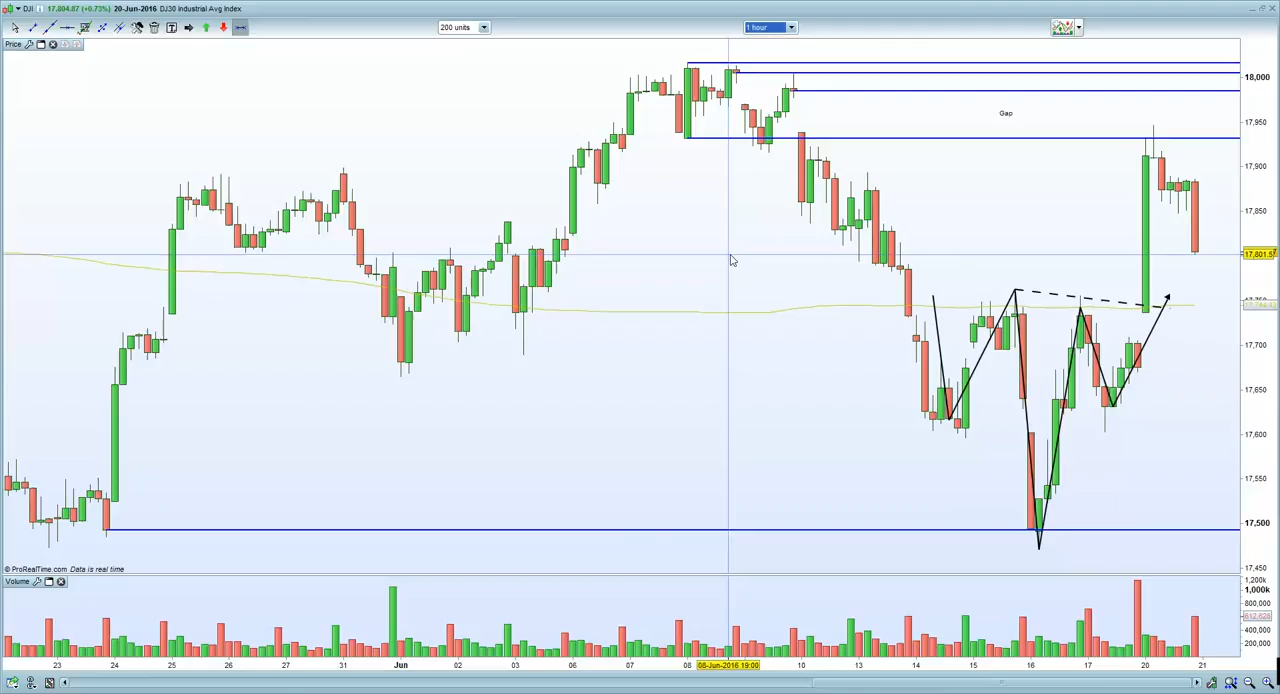 DJI 17,804.87 (+0.73%) 20-Jun-2016 DJ30 Industrial Avg Index
200 units 1 hour
Price
18,000
Gap
17,950
17,900
17,850
17,801.5
17,700
17,650
17,600
17,550
17,500
17,450
© ProRealTime.com Data is real time
Volume
1,200k
1,000k
800,000
612,628
400,000
200,000
23 24 25 26 27 31 Jun 02 03 06 07 08 08-Jun-2016 19:00 10 13 14 15 16 17 20 21